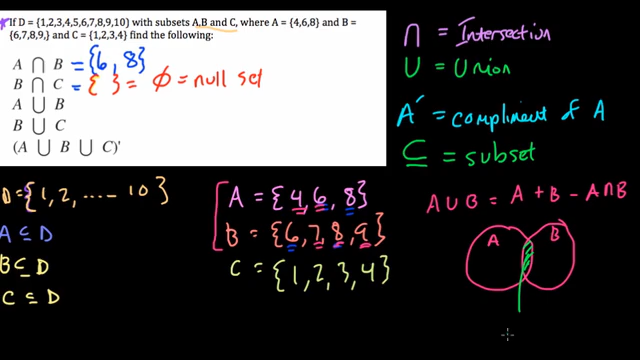 If D = {1,2,3,4,5,6,7,8,9,10} with subsets A,B and C, where A = {4,6,8} and B =
{6,7,8,9,} and C = {1,2,3,4} find the following:
A ⋂ B = {6, 8}
B ⋂ C = { } = ϕ = null set
A ⋃ B
B ⋃ C
(A ⋃ B ⋃ C)'
∩ = Intersection
U = Union
A' = compliment of A
⊆ = subset
D = {1, 2, ..... 10}
A ⊆ D
B ⊆ D
C ⊆ D
A = {4, 6, 8}
B = {6, 7, 8, 9}
C = {1, 2, 3, 4}
A ∪ B = A + B - A∩B
A B